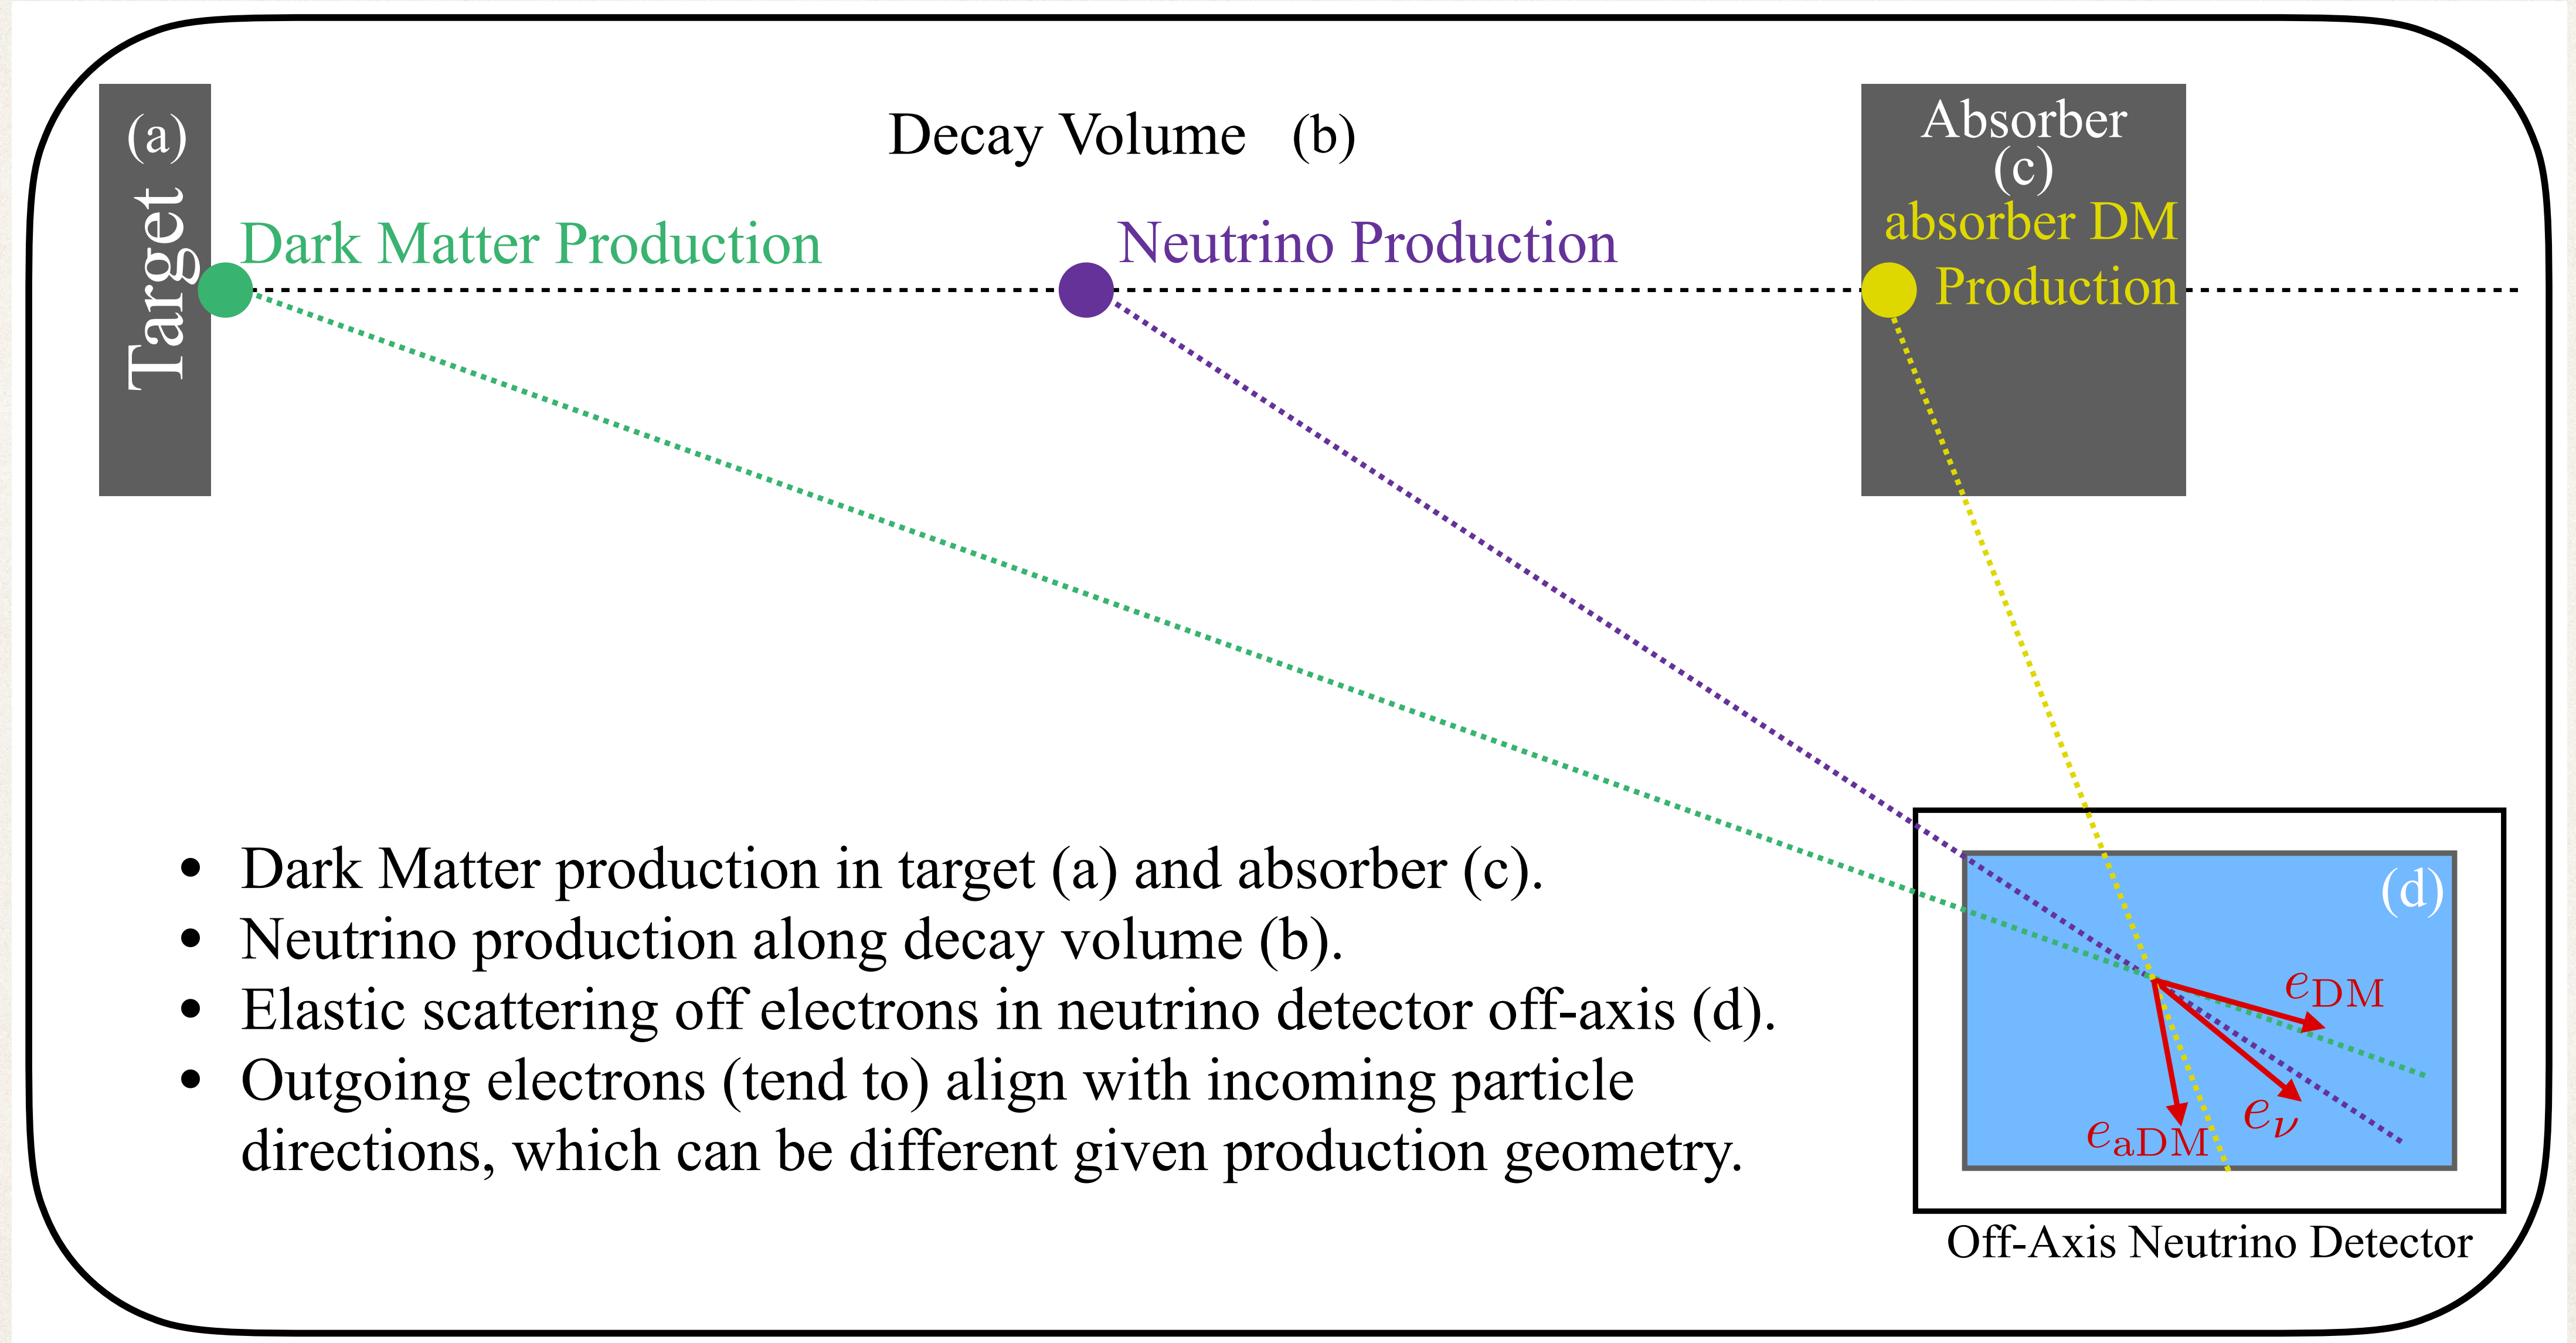 Target (a)
Decay Volume (b)
Absorber
(c)
absorber DM
Production
Dark Matter Production
Neutrino Production
• Dark Matter production in target (a) and absorber (c).
• Neutrino production along decay volume (b).
• Elastic scattering off electrons in neutrino detector off-axis (d).
• Outgoing electrons (tend to) align with incoming particle
directions, which can be different given production geometry.
(d)
e_DM
e_ν
e_aDM
Off-Axis Neutrino Detector